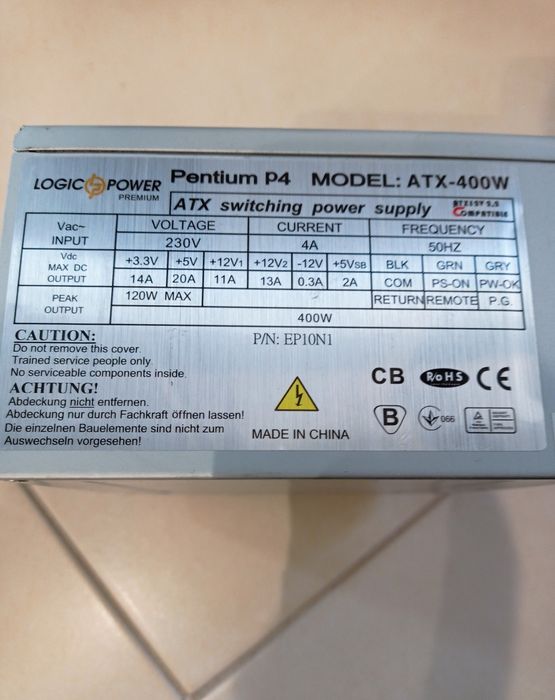 LOGIC POWER
PREMIUM
Pentium P4 MODEL: ATX-400W
ATX switching power supply
COMPATIBLE
Vac~ INPUT VOLTAGE CURRENT FREQUENCY
230V 4A 50HZ
Vdc MAX DC OUTPUT +3.3V +5V +12V1 +12V2 -12V +5VSB BLK GRN GRY
14A 20A 11A 13A 0.3A 2A COM PS-ON PW-OK
PEAK OUTPUT 120W MAX RETURN REMOTE P.G.
400W
P/N: EP10N1
CAUTION:
Do not remove this cover.
Trained service people only.
No serviceable components inside.
ACHTUNG!
Abdeckung nicht entfernen.
Abdeckung nur durch Fachkraft öffnen lassen!
Die einzelnen Bauelemente sind nicht zum
Auswechseln vorgesehen!
MADE IN CHINA
CB RoHS CE
B 066